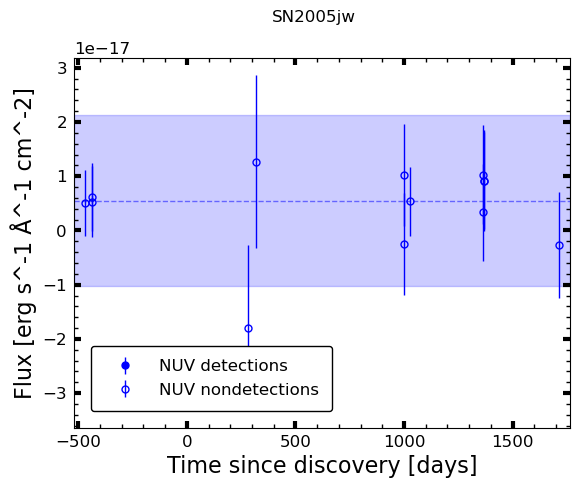 SN2005jw
1e−17
3
2
1
0
−1
−2
−3
Flux [erg s^-1 Å^-1 cm^-2]
NUV detections
NUV nondetections
−500 0 500 1000 1500
Time since discovery [days]